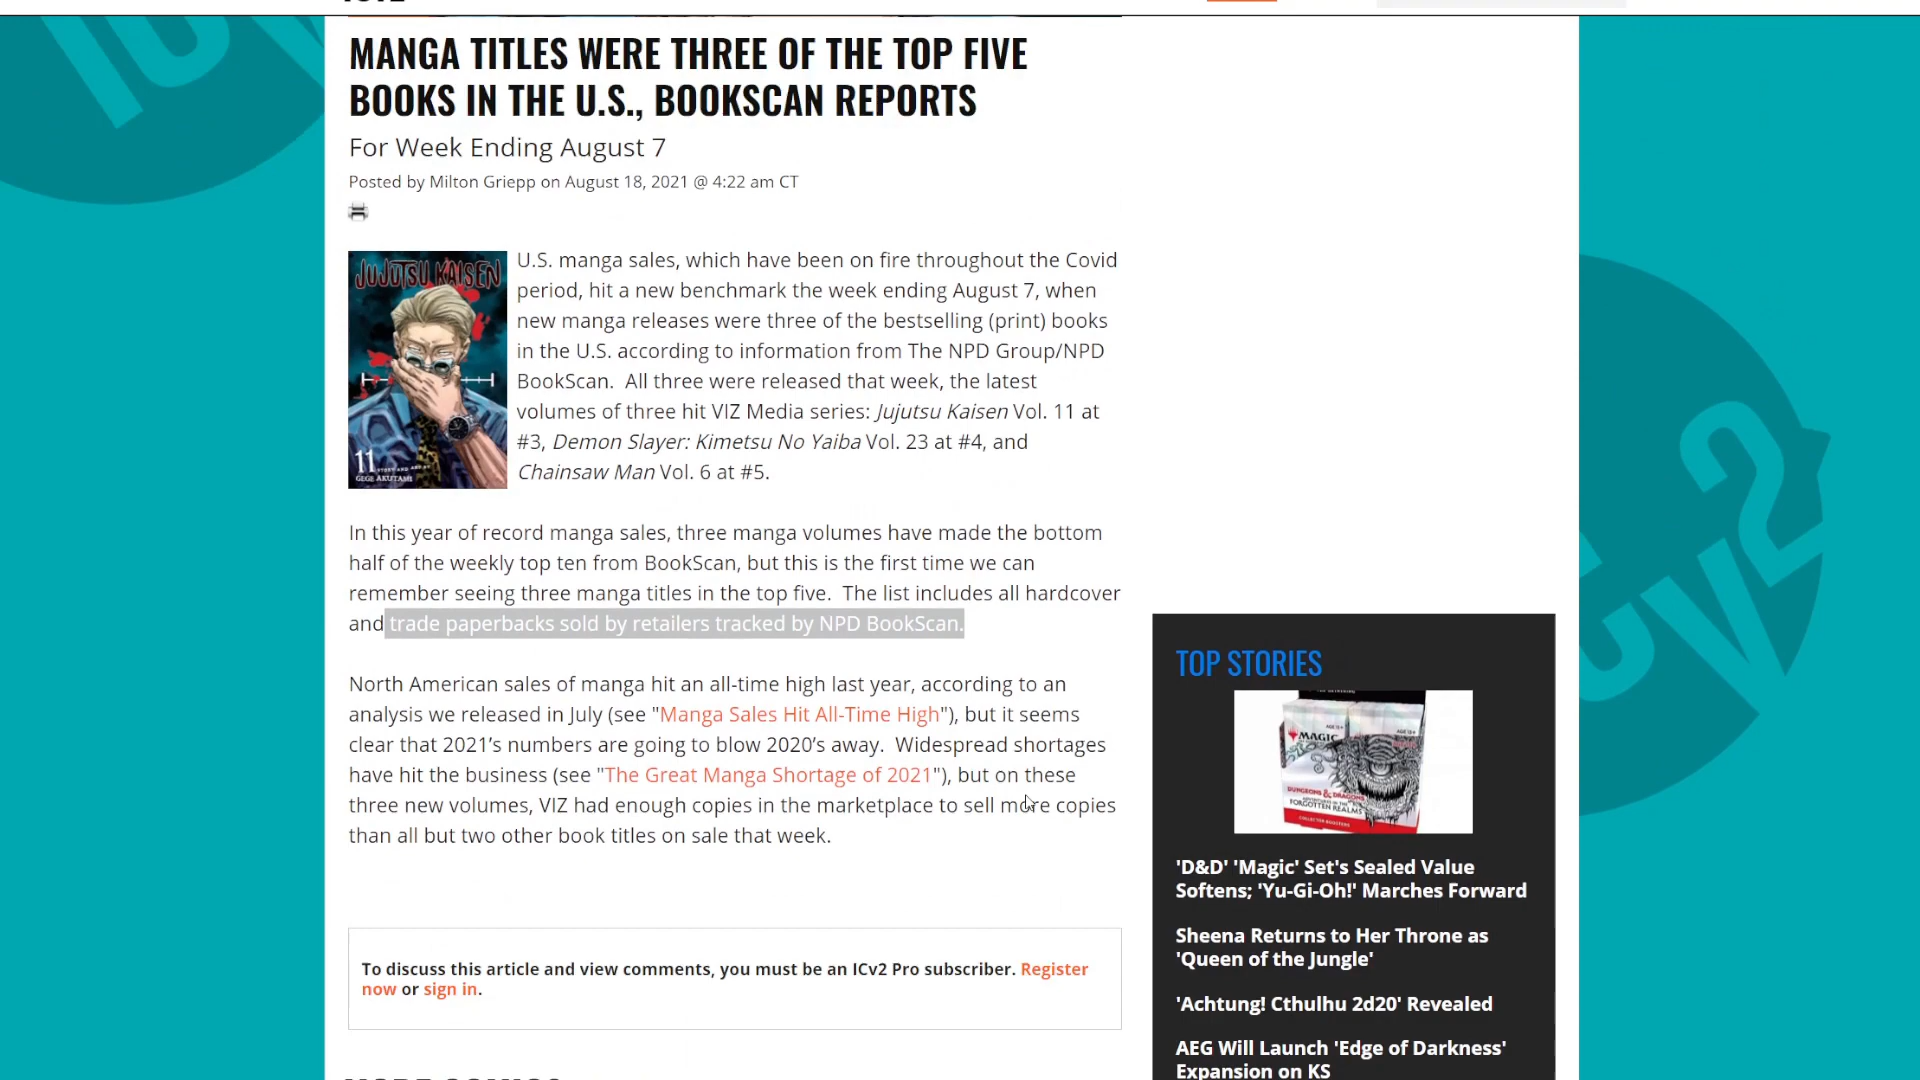 MANGA TITLES WERE THREE OF THE TOP FIVE
BOOKS IN THE U.S., BOOKSCAN REPORTS
For Week Ending August 7
Posted by Milton Griepp on August 18, 2021 @ 4:22 am CT
JUJUTSU KAISEN
11
STORY AND ART BY
GEGE AKUTAMI
U.S. manga sales, which have been on fire throughout the Covid
period, hit a new benchmark the week ending August 7, when
new manga releases were three of the bestselling (print) books
in the U.S. according to information from The NPD Group/NPD
BookScan.  All three were released that week, the latest
volumes of three hit VIZ Media series: Jujutsu Kaisen Vol. 11 at
#3, Demon Slayer: Kimetsu No Yaiba Vol. 23 at #4, and
Chainsaw Man Vol. 6 at #5.
In this year of record manga sales, three manga volumes have made the bottom
half of the weekly top ten from BookScan, but this is the first time we can
remember seeing three manga titles in the top five.  The list includes all hardcover
and trade paperbacks sold by retailers tracked by NPD BookScan.
North American sales of manga hit an all-time high last year, according to an
analysis we released in July (see "Manga Sales Hit All-Time High"), but it seems
clear that 2021's numbers are going to blow 2020's away.  Widespread shortages
have hit the business (see "The Great Manga Shortage of 2021"), but on these
three new volumes, VIZ had enough copies in the marketplace to sell more copies
than all but two other book titles on sale that week.
To discuss this article and view comments, you must be an ICv2 Pro subscriber. Register
now or sign in.
TOP STORIES
MAGIC
DUNGEONS & DRAGONS
FORGOTTEN REALMS
COLLECTOR BOOSTERS
'D&D' 'Magic' Set's Sealed Value
Softens; 'Yu-Gi-Oh!' Marches Forward
Sheena Returns to Her Throne as
'Queen of the Jungle'
'Achtung! Cthulhu 2d20' Revealed
AEG Will Launch 'Edge of Darkness'
Expansion on KS